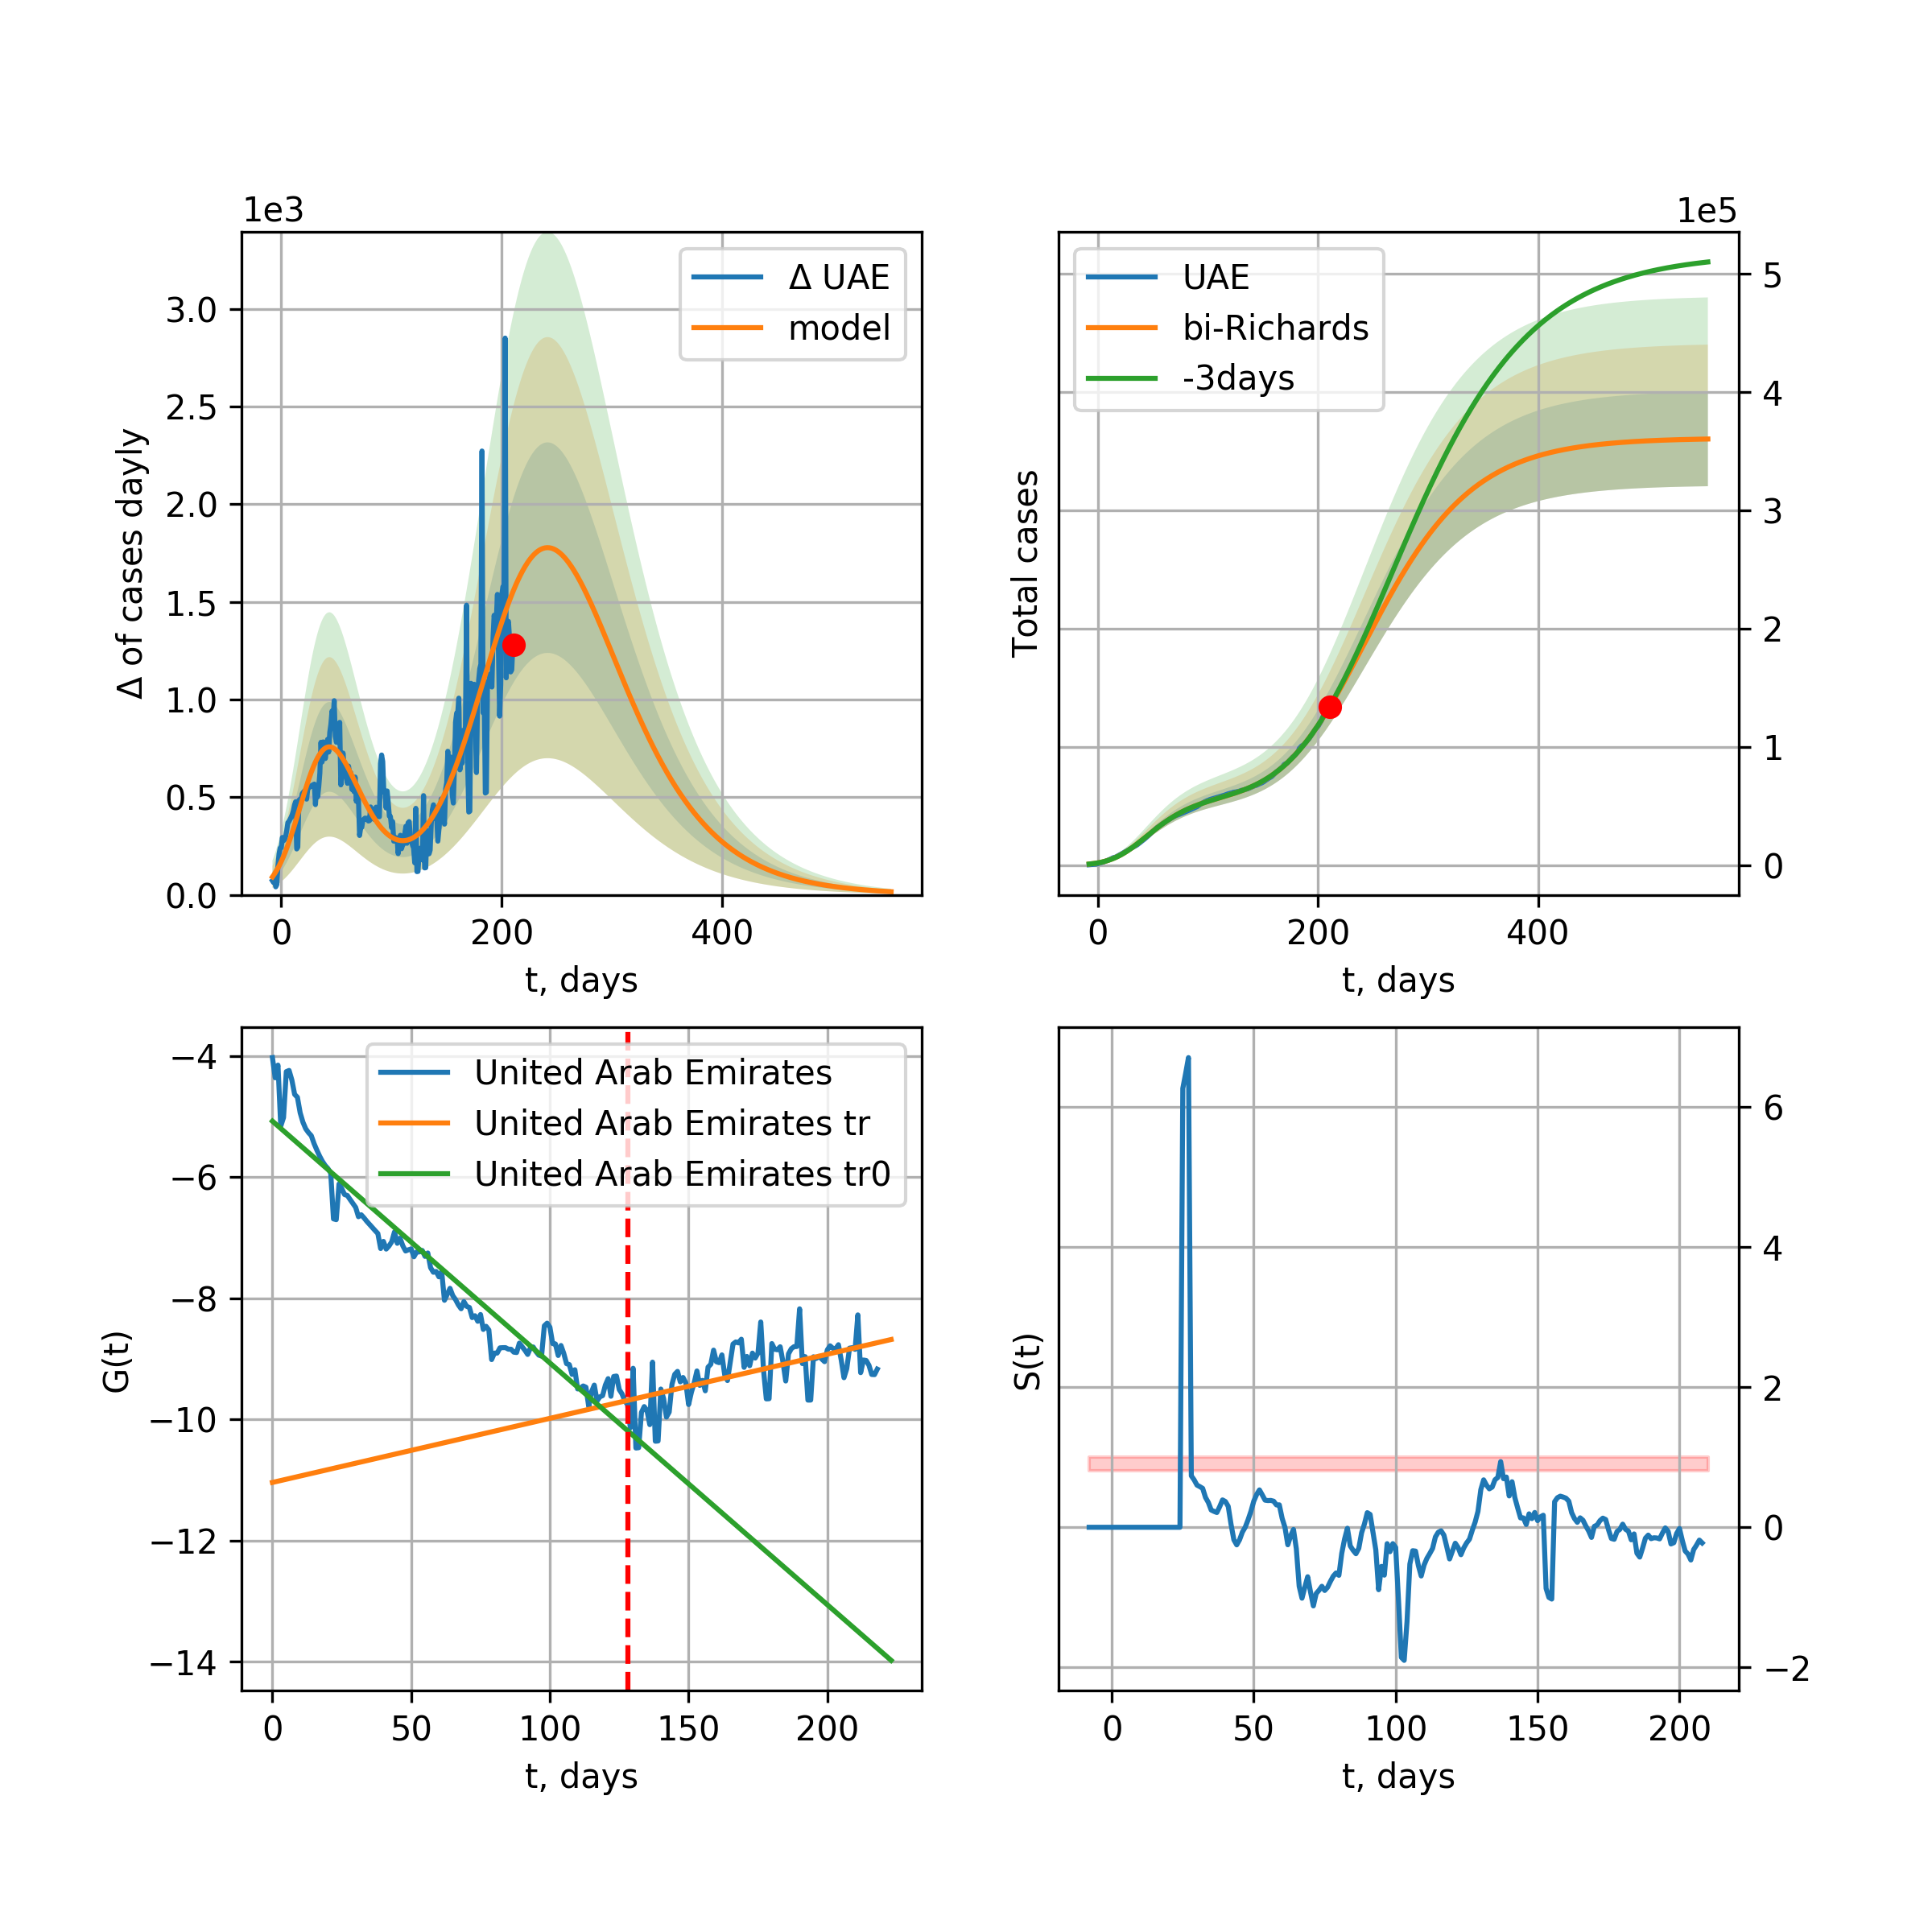 1e3
Δ of cases dayly
3.0
2.5
2.0
1.5
1.0
0.5
0.0
Δ UAE
model
0 200 400
t, days
1e5
Total cases
UAE
bi-Richards
-3days
5
4
3
2
1
0
0 200 400
t, days
G(t)
−4
−6
−8
−10
−12
−14
United Arab Emirates
United Arab Emirates tr
United Arab Emirates tr0
0 50 100 150 200
t, days
S(t)
6
4
2
0
−2
0 50 100 150 200
t, days